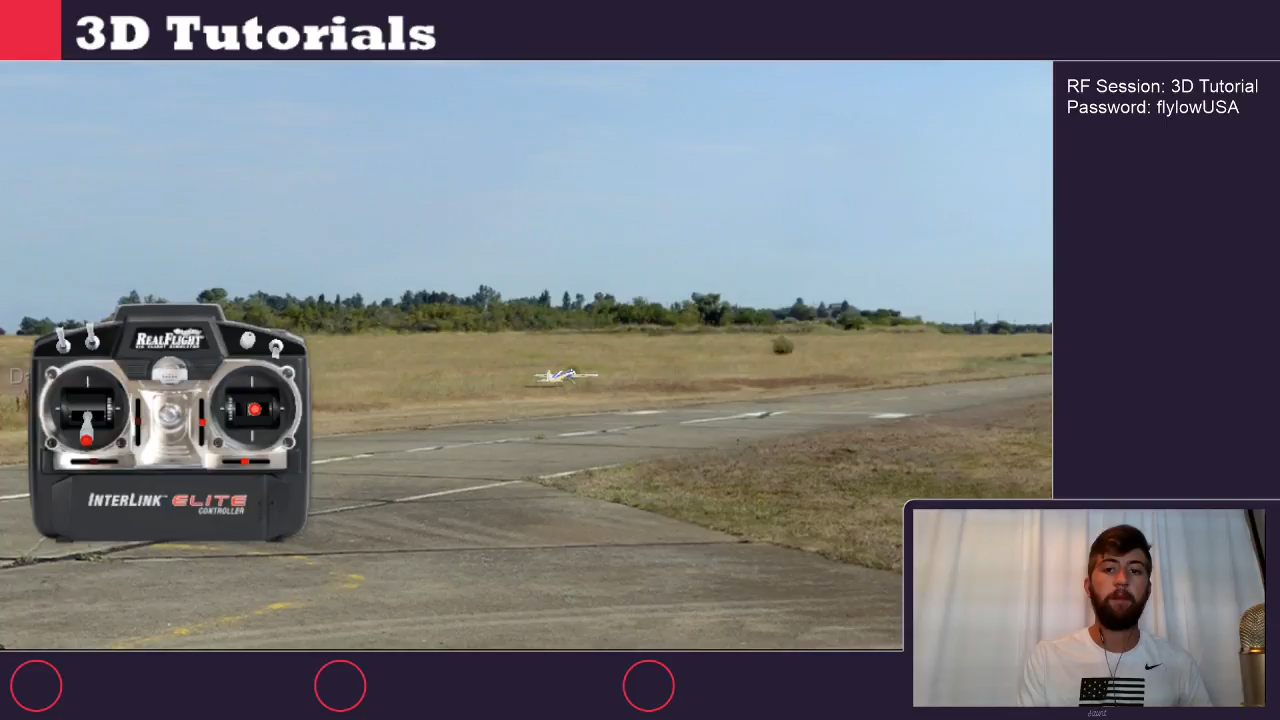 3D Tutorials
RF Session: 3D Tutorial
Password: flylowUSA
REALFLIGHT
INTERLINK ELITE
CONTROLLER